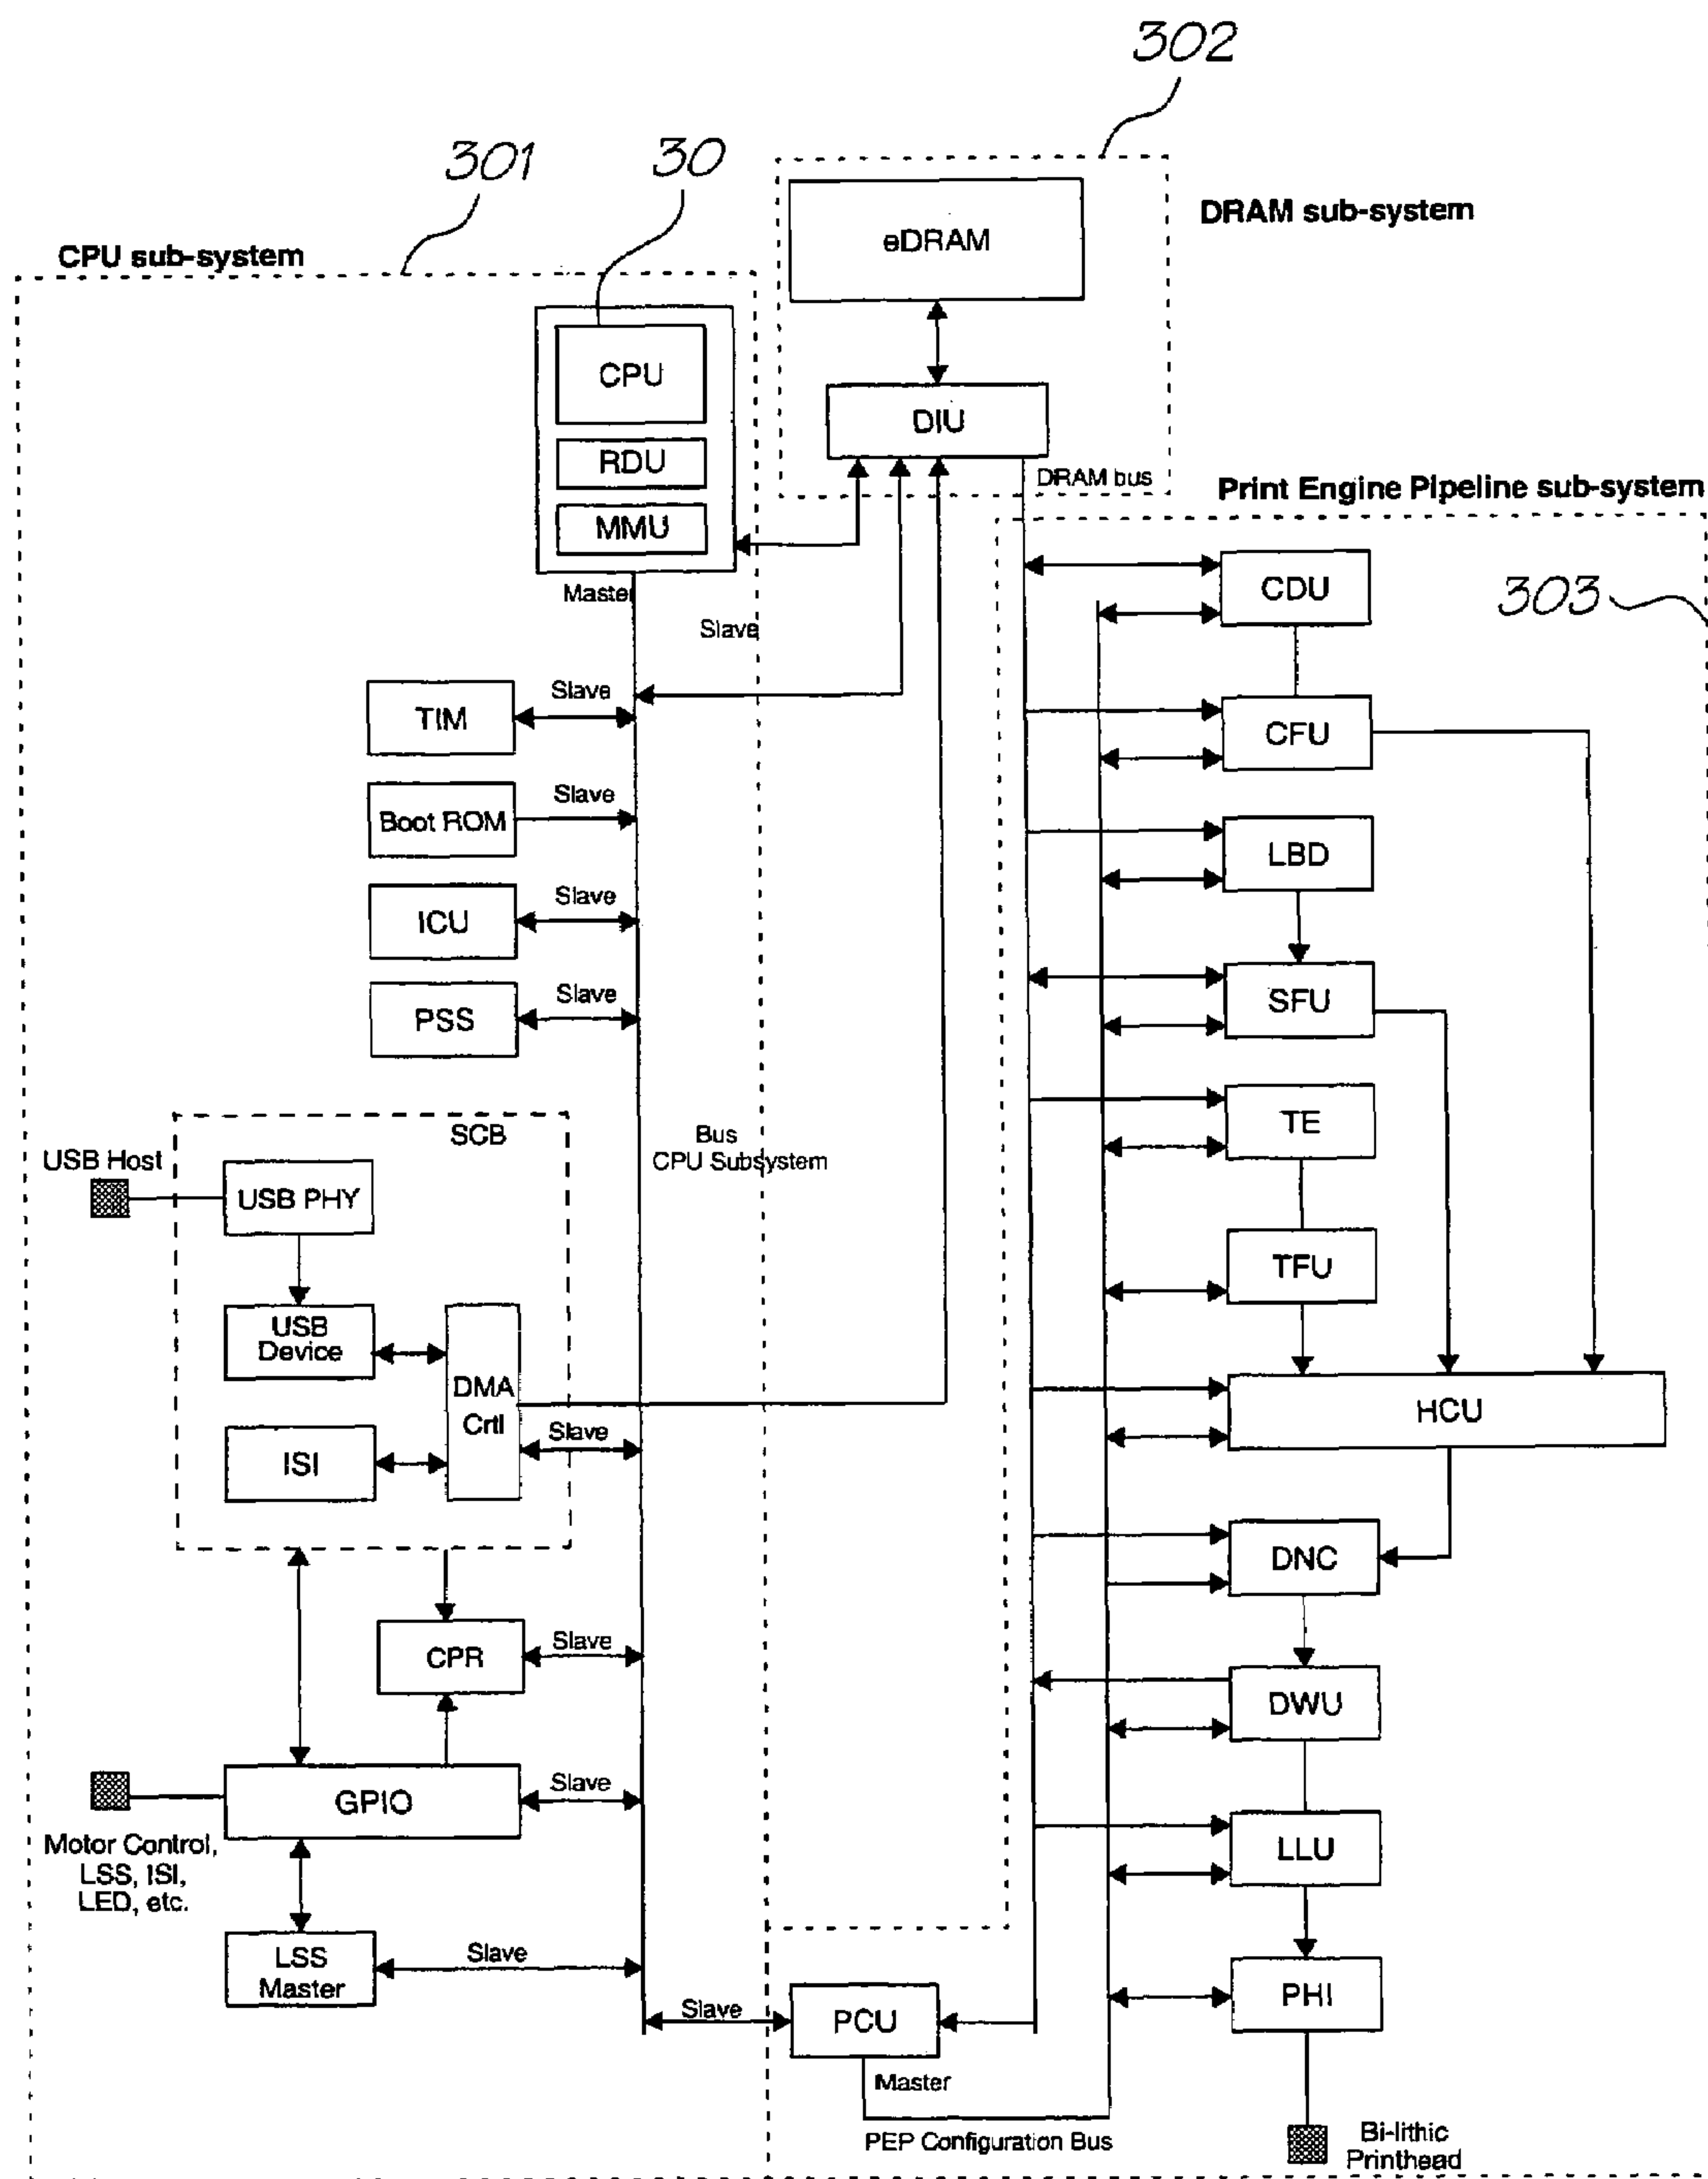 302
301
30
DRAM sub-system
CPU sub-system
eDRAM
CPU
DIU
RDU
DRAM bus
Print Engine Pipeline sub-system
MMU
CDU
303
Master
Slave
TIM
Slave
CFU
Boot ROM
Slave
LBD
ICU
Slave
PSS
Slave
SFU
SCB
Bus
CPU Subsystem
TE
USB Host
USB PHY
TFU
USB
Device
DMA
Crtl
HCU
Slave
ISI
DNC
CPR
Slave
DWU
GPIO
Slave
Motor Control,
LSS, ISI,
LED, etc.
LLU
LSS
Master
Slave
PHI
Slave
PCU
Master
PEP Configuration Bus
Bi-lithic
Printhead